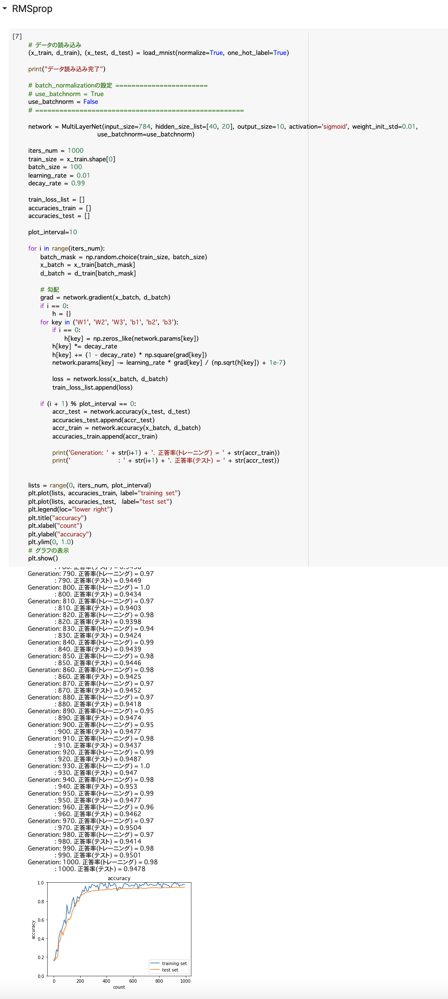 RMSprop
[7]
# データの読み込み
(x_train, d_train), (x_test, d_test) = load_mnist(normalize=True, one_hot_label=True)
print("データ読み込み完了")
# batch_normalizationの設定 =======================
# use_batchnorm = True
use_batchnorm = False
# ====================================================
network = MultiLayerNet(input_size=784, hidden_size_list=[40, 20], output_size=10, activation='sigmoid', weight_init_std=0.01,
use_batchnorm=use_batchnorm)
iters_num = 1000
train_size = x_train.shape[0]
batch_size = 100
learning_rate = 0.01
decay_rate = 0.99
train_loss_list = []
accuracies_train = []
accuracies_test = []
plot_interval=10
for i in range(iters_num):
batch_mask = np.random.choice(train_size, batch_size)
x_batch = x_train[batch_mask]
d_batch = d_train[batch_mask]
# 勾配
grad = network.gradient(x_batch, d_batch)
if i == 0:
h = {}
for key in ('W1', 'W2', 'W3', 'b1', 'b2', 'b3'):
if i == 0:
h[key] = np.zeros_like(network.params[key])
h[key] *= decay_rate
h[key] += (1 - decay_rate) * np.square(grad[key])
network.params[key] -= learning_rate * grad[key] / (np.sqrt(h[key]) + 1e-7)
loss = network.loss(x_batch, d_batch)
train_loss_list.append(loss)
if (i + 1) % plot_interval == 0:
accr_test = network.accuracy(x_test, d_test)
accuracies_test.append(accr_test)
accr_train = network.accuracy(x_batch, d_batch)
accuracies_train.append(accr_train)
print('Generation: ' + str(i+1) + '. 正答率(トレーニング) = ' + str(accr_train))
print('                : ' + str(i+1) + '. 正答率(テスト) = ' + str(accr_test))
lists = range(0, iters_num, plot_interval)
plt.plot(lists, accuracies_train, label="training set")
plt.plot(lists, accuracies_test,  label="test set")
plt.legend(loc="lower right")
plt.title("accuracy")
plt.xlabel("count")
plt.ylabel("accuracy")
plt.ylim(0, 1.0)
# グラフの表示
plt.show()
: 780. 正答率(テスト) = 0.9438
Generation: 790. 正答率(トレーニング) = 0.97
: 790. 正答率(テスト) = 0.9449
Generation: 800. 正答率(トレーニング) = 1.0
: 800. 正答率(テスト) = 0.9434
Generation: 810. 正答率(トレーニング) = 0.97
: 810. 正答率(テスト) = 0.9403
Generation: 820. 正答率(トレーニング) = 0.98
: 820. 正答率(テスト) = 0.9398
Generation: 830. 正答率(トレーニング) = 0.94
: 830. 正答率(テスト) = 0.9424
Generation: 840. 正答率(トレーニング) = 0.99
: 840. 正答率(テスト) = 0.9439
Generation: 850. 正答率(トレーニング) = 0.98
: 850. 正答率(テスト) = 0.9446
Generation: 860. 正答率(トレーニング) = 0.98
: 860. 正答率(テスト) = 0.9425
Generation: 870. 正答率(トレーニング) = 0.97
: 870. 正答率(テスト) = 0.9452
Generation: 880. 正答率(トレーニング) = 0.97
: 880. 正答率(テスト) = 0.9418
Generation: 890. 正答率(トレーニング) = 0.95
: 890. 正答率(テスト) = 0.9474
Generation: 900. 正答率(トレーニング) = 0.95
: 900. 正答率(テスト) = 0.9477
Generation: 910. 正答率(トレーニング) = 0.98
: 910. 正答率(テスト) = 0.9437
Generation: 920. 正答率(トレーニング) = 0.99
: 920. 正答率(テスト) = 0.9487
Generation: 930. 正答率(トレーニング) = 1.0
: 930. 正答率(テスト) = 0.947
Generation: 940. 正答率(トレーニング) = 0.98
: 940. 正答率(テスト) = 0.953
Generation: 950. 正答率(トレーニング) = 0.99
: 950. 正答率(テスト) = 0.9477
Generation: 960. 正答率(トレーニング) = 0.96
: 960. 正答率(テスト) = 0.9462
Generation: 970. 正答率(トレーニング) = 0.97
: 970. 正答率(テスト) = 0.9504
Generation: 980. 正答率(トレーニング) = 0.97
: 980. 正答率(テスト) = 0.9414
Generation: 990. 正答率(トレーニング) = 0.98
: 990. 正答率(テスト) = 0.9501
Generation: 1000. 正答率(トレーニング) = 0.98
: 1000. 正答率(テスト) = 0.9478
accuracy
1.0
0.8
0.6
0.4
0.2
0.0
accuracy
training set
test set
0 200 400 600 800 1000
count